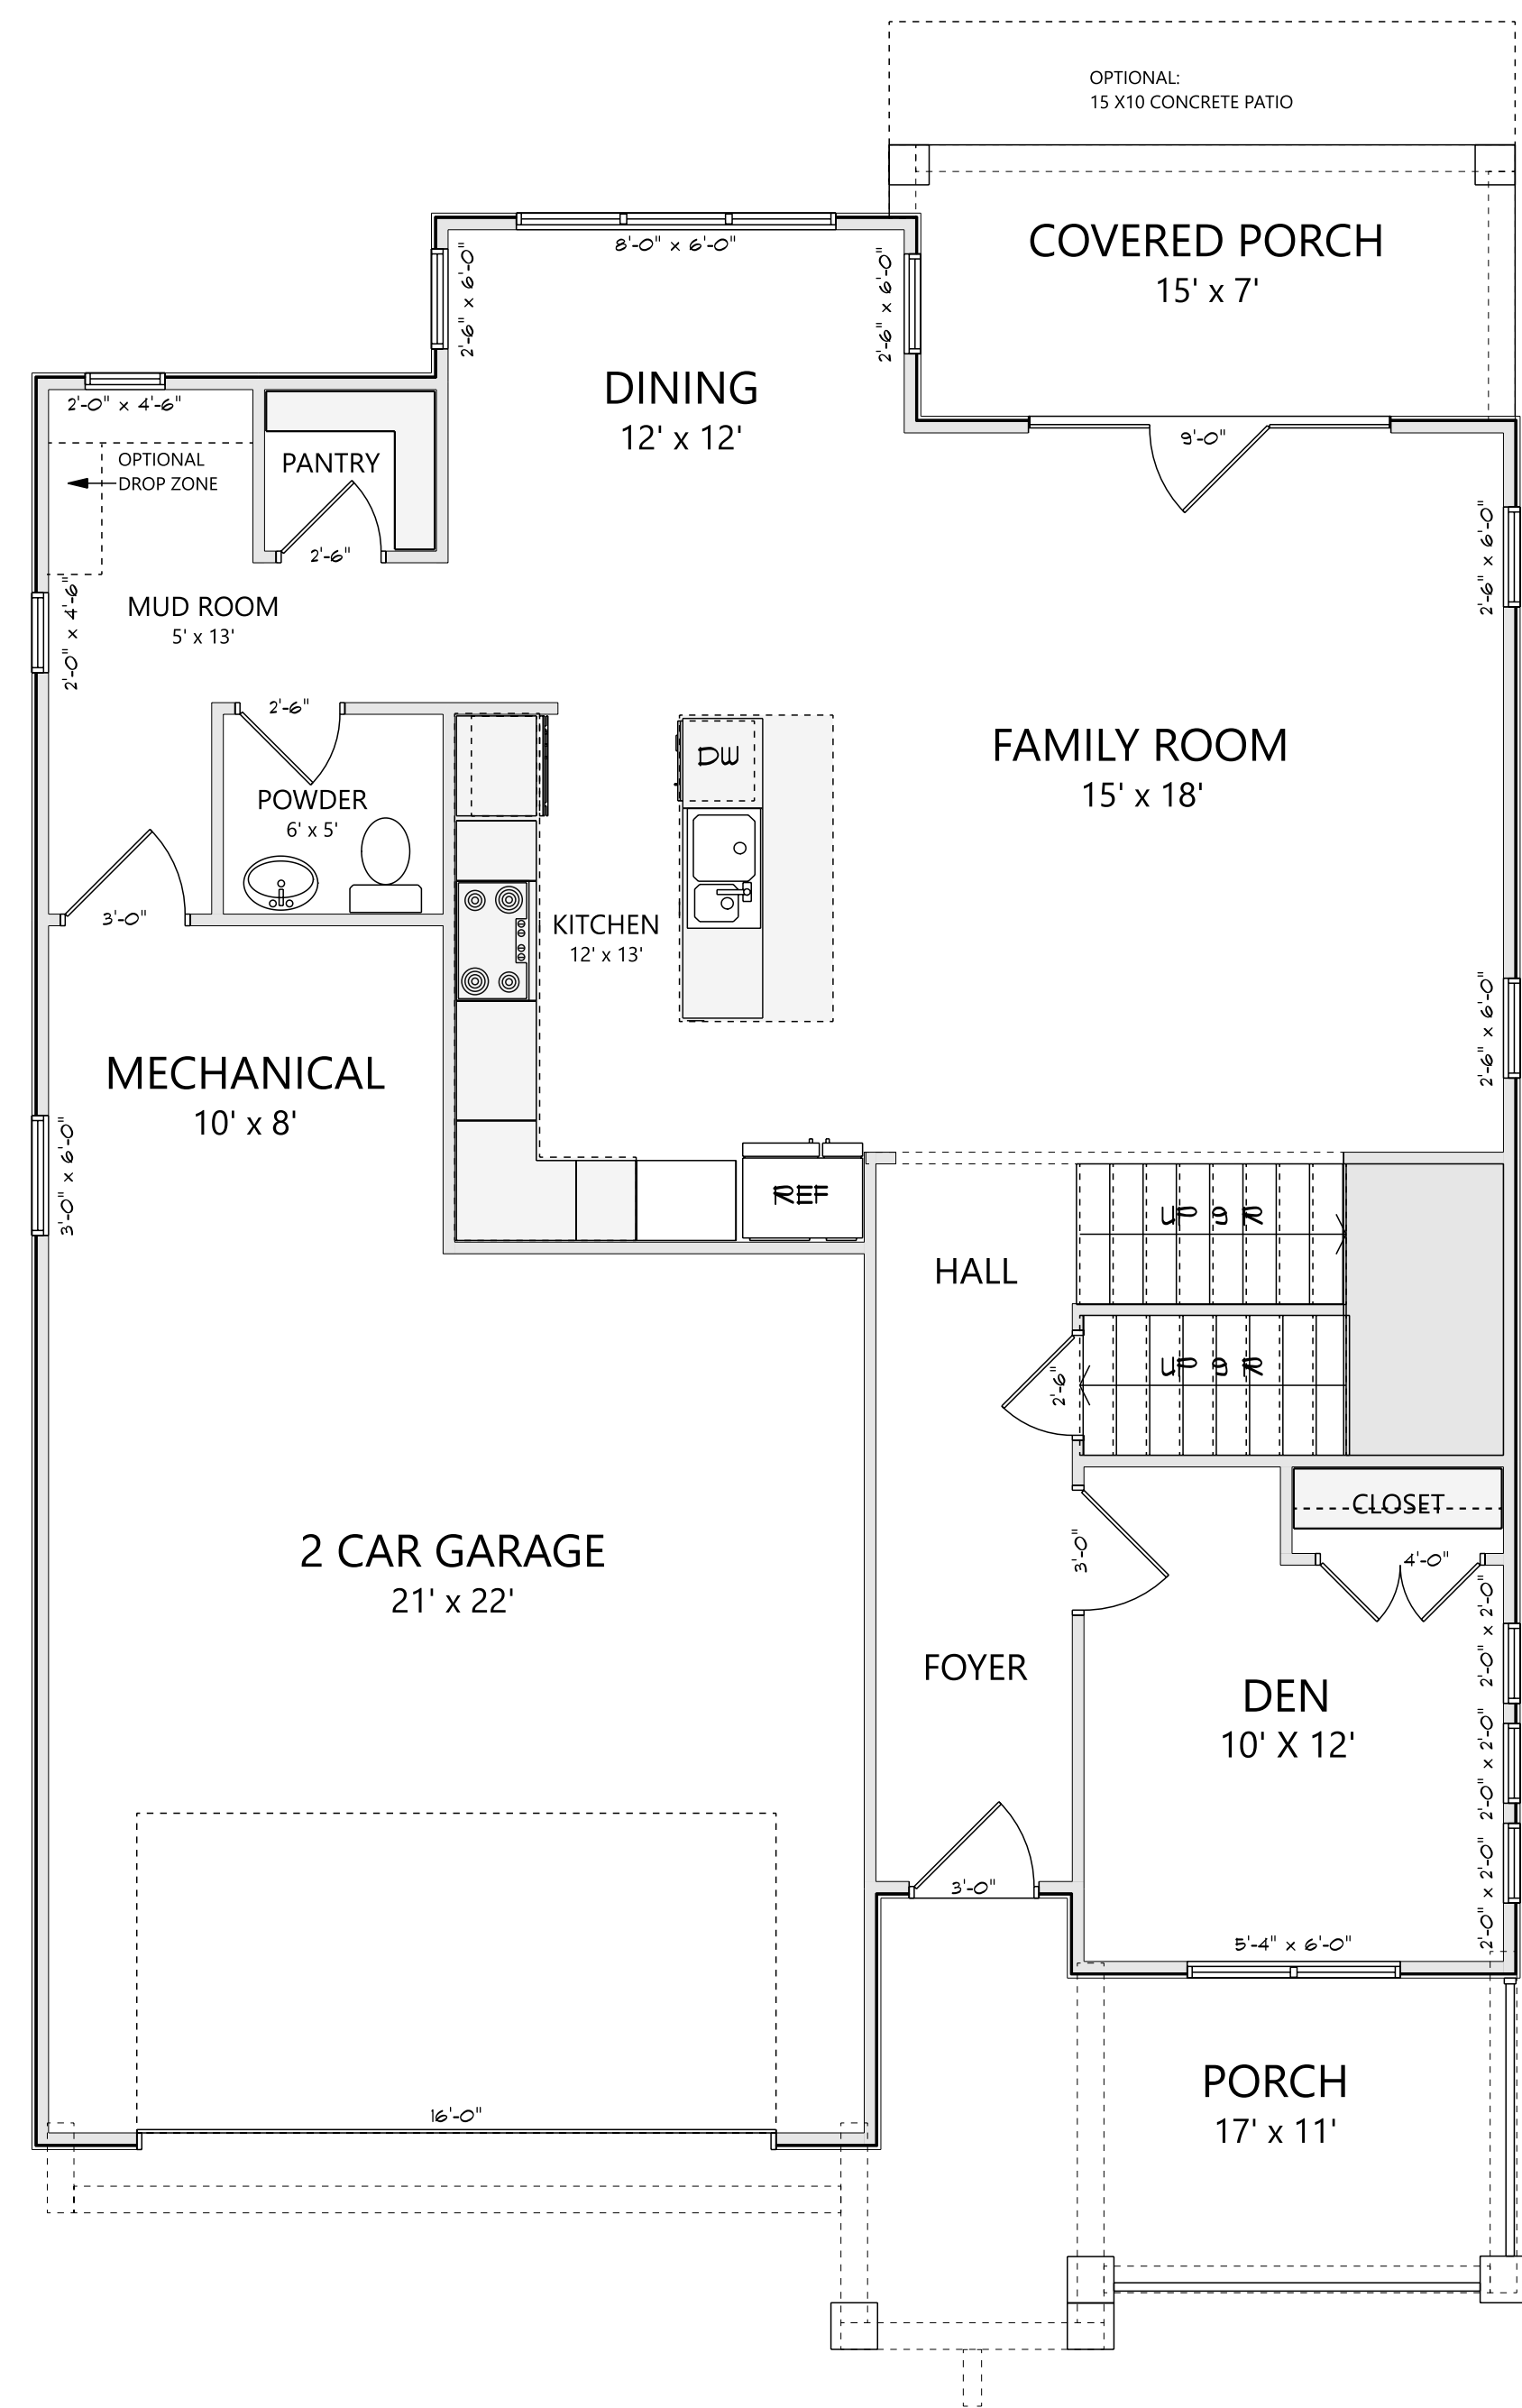 OPTIONAL:
15 X10 CONCRETE PATIO
COVERED PORCH
15' x 7'
8'-0" x 6'-0"
2'-6" x 6'-0"
2'-6" x 6'-0"
DINING
12' x 12'
2'-0" x 4'-6"
OPTIONAL
DROP ZONE
PANTRY
2'-6"
9'-0"
2'-6" x 6'-0"
MUD ROOM
5' x 13'
2'-0" x 4'-6"
2'-6"
POWDER
6' x 5'
DW
FAMILY ROOM
15' x 18'
3'-0"
KITCHEN
12' x 13'
2'-6" x 6'-0"
MECHANICAL
10' x 8'
3'-0" x 6'-0"
REF
HALL
UP 8 R
UP 8 R
2'-6"
CLOSET
4'-0"
3'-0"
2 CAR GARAGE
21' x 22'
2'-0" x 2'-0"
FOYER
DEN
10' X 12'
2'-0" x 2'-0"
2'-0" x 2'-0"
3'-0"
5'-4" x 6'-0"
PORCH
17' x 11'
16'-0"